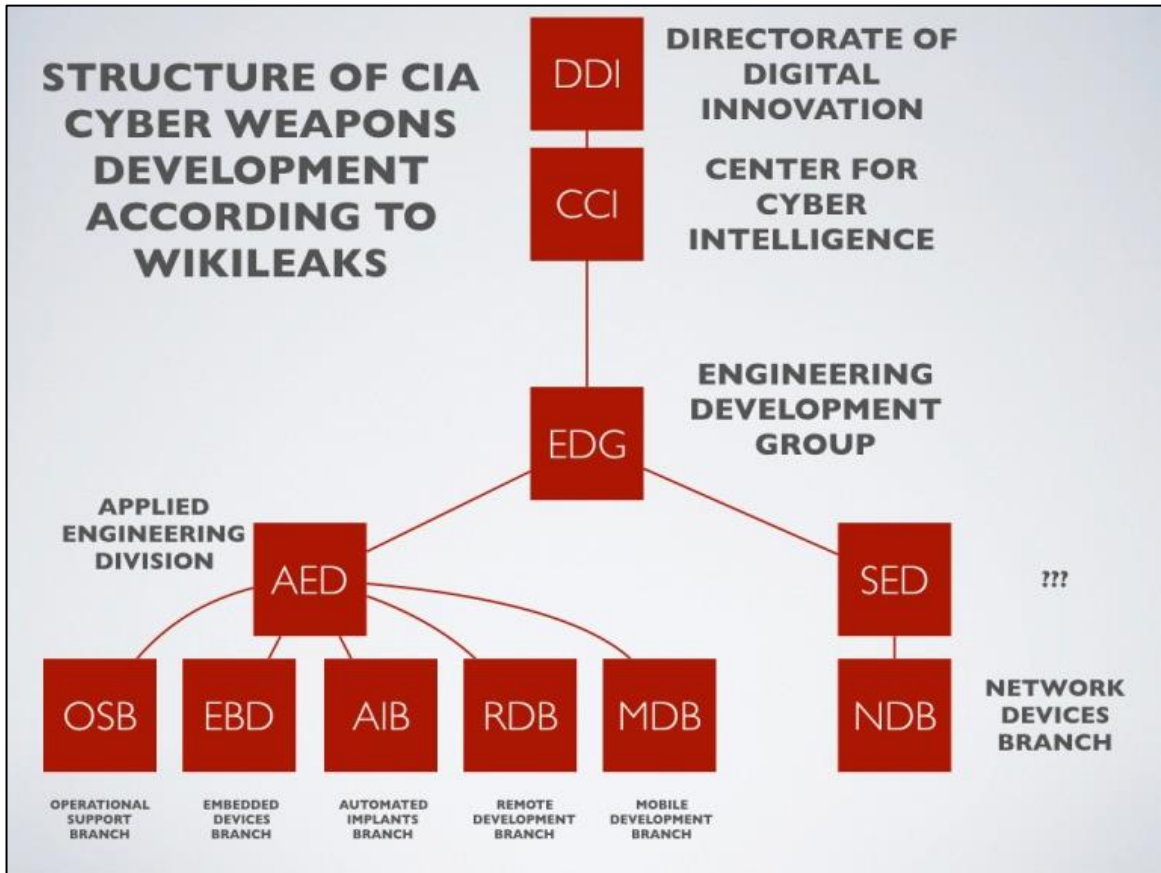 STRUCTURE OF CIA
CYBER WEAPONS
DEVELOPMENT
ACCORDING TO
WIKILEAKS
DDI
DIRECTORATE OF
DIGITAL
INNOVATION
CCI
CENTER FOR
CYBER
INTELLIGENCE
EDG
ENGINEERING
DEVELOPMENT
GROUP
APPLIED
ENGINEERING
DIVISION
AED
SED
???
OSB
EBD
AIB
RDB
MDB
NDB
NETWORK
DEVICES
BRANCH
OPERATIONAL
SUPPORT
BRANCH
EMBEDDED
DEVICES
BRANCH
AUTOMATED
IMPLANTS
BRANCH
REMOTE
DEVELOPMENT
BRANCH
MOBILE
DEVELOPMENT
BRANCH